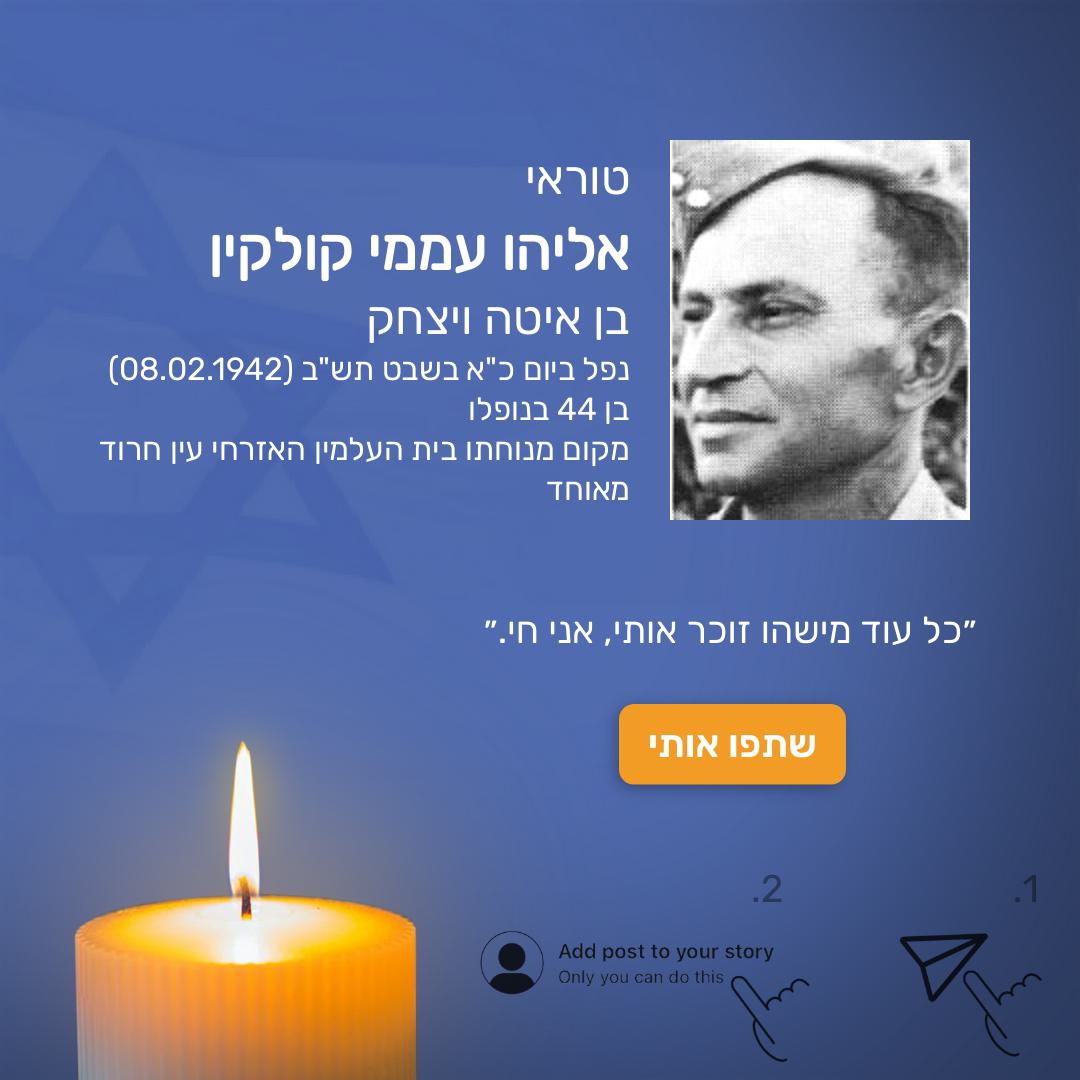 טוראי
אליהו עממי קולקין
בן איטה ויצחק
נפל ביום כ"א בשבט תש"ב (08.02.1942)
בן 44 בנופלו
מקום מנוחתו בית העלמין האזרחי עין חרוד
מאוחד
״כל עוד מישהו זוכר אותי, אני חי.״
שתפו אותי
1.
2.
Add post to your story
Only you can do this